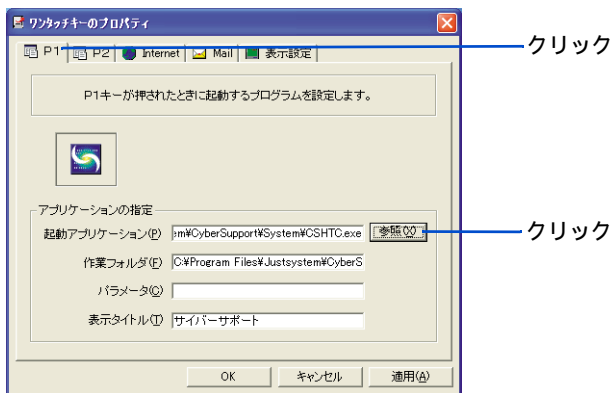 ワンタッチキーのプロパティ
P1 P2 Internet Mail 表示設定
クリック
P1キーが押されたときに起動するプログラムを設定します。
アプリケーションの指定
起動アプリケーション(P) em¥CyberSupport¥System¥CSHTC.exe 参照(X)
クリック
作業フォルダ(F) C:¥Program Files¥Justsystem¥CyberS
パラメータ(C)
表示タイトル(T) サイバーサポート
OK キャンセル 適用(A)